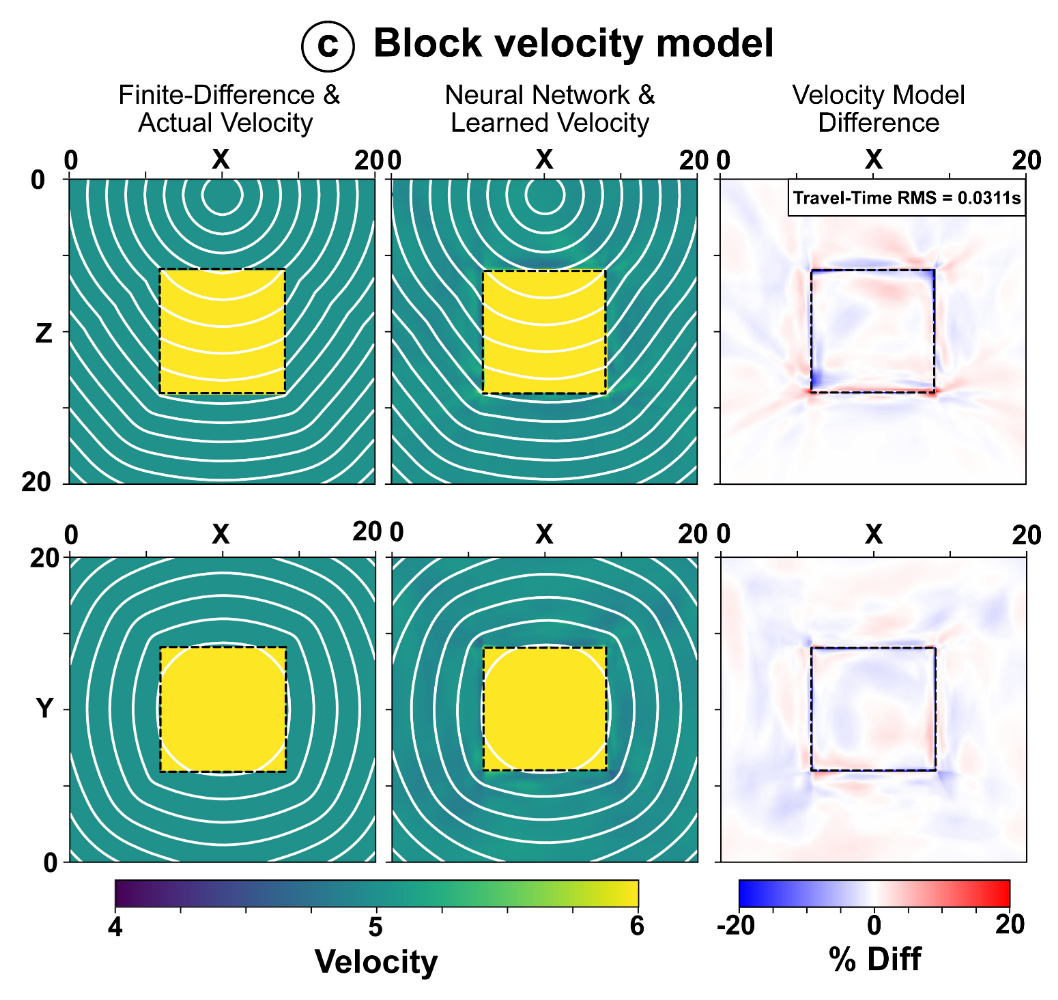 c Block velocity model
Finite-Difference &
Actual Velocity
Neural Network &
Learned Velocity
Velocity Model
Difference
0 X 20 0 X 20 0 X 20
0
Travel-Time RMS = 0.0311s
Z
20
0 X 20 0 X 20 0 X 20
20
Y
0
4 5 6
Velocity
-20 0 20
% Diff